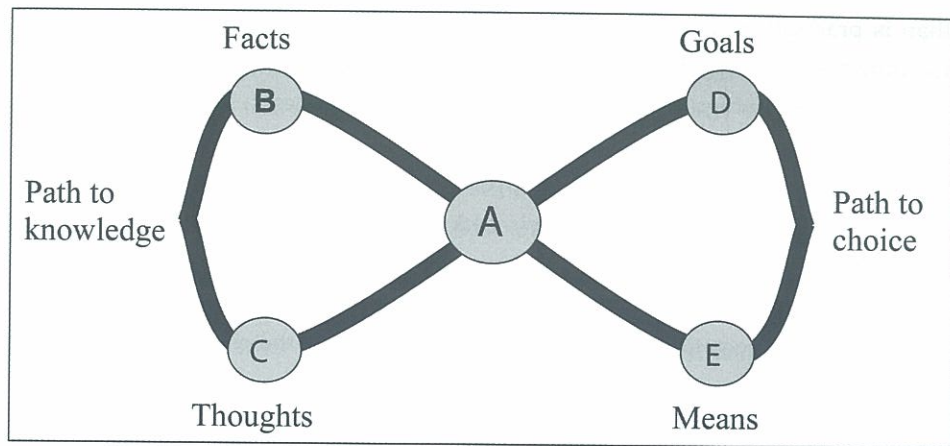 Facts
Goals
B
D
Path to
knowledge
A
Path to
choice
C
E
Thoughts
Means